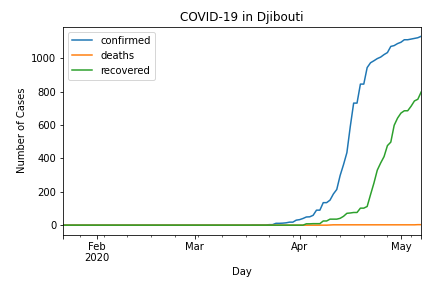 COVID-19 in Djibouti
confirmed
deaths
recovered
Number of Cases
1000
800
600
400
200
0
Feb
2020
Mar
Apr
May
Day